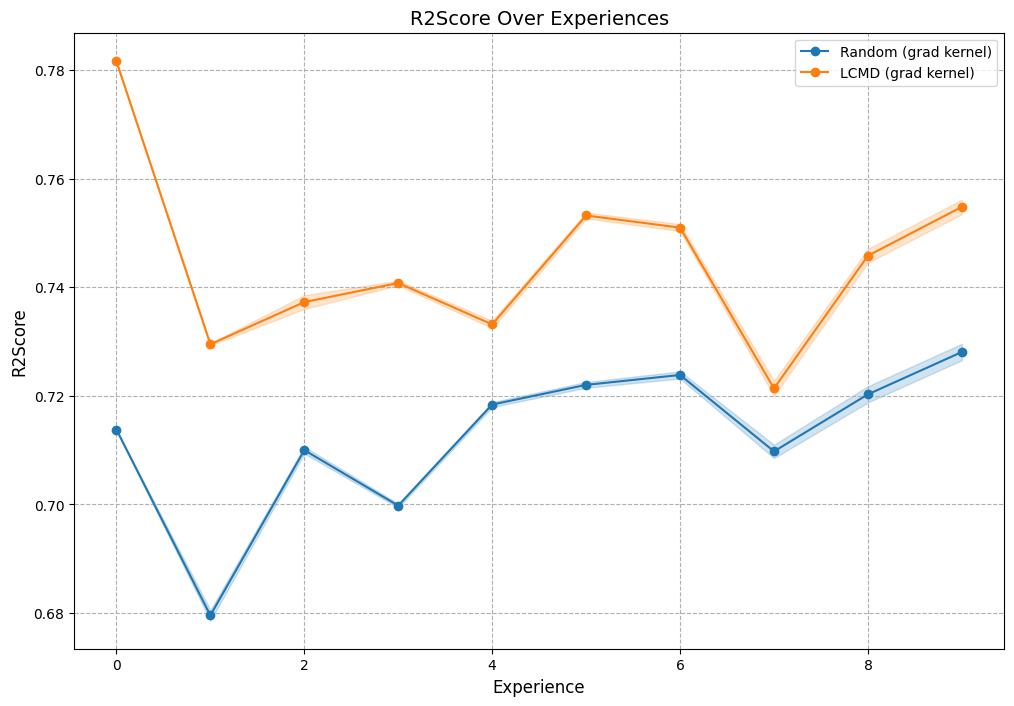 R2Score Over Experiences
Random (grad kernel)
LCMD (grad kernel)
R2Score
0.78
0.76
0.74
0.72
0.70
0.68
0
2
4
6
8
Experience